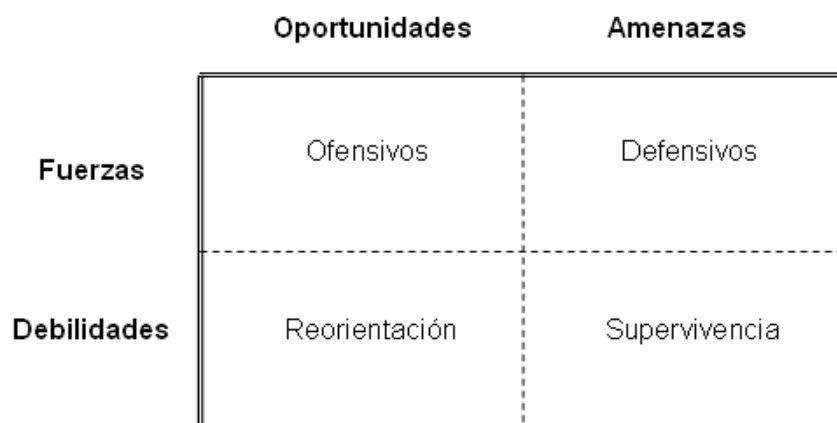 Oportunidades Amenazas
Fuerzas Ofensivos Defensivos
Debilidades Reorientación Supervivencia